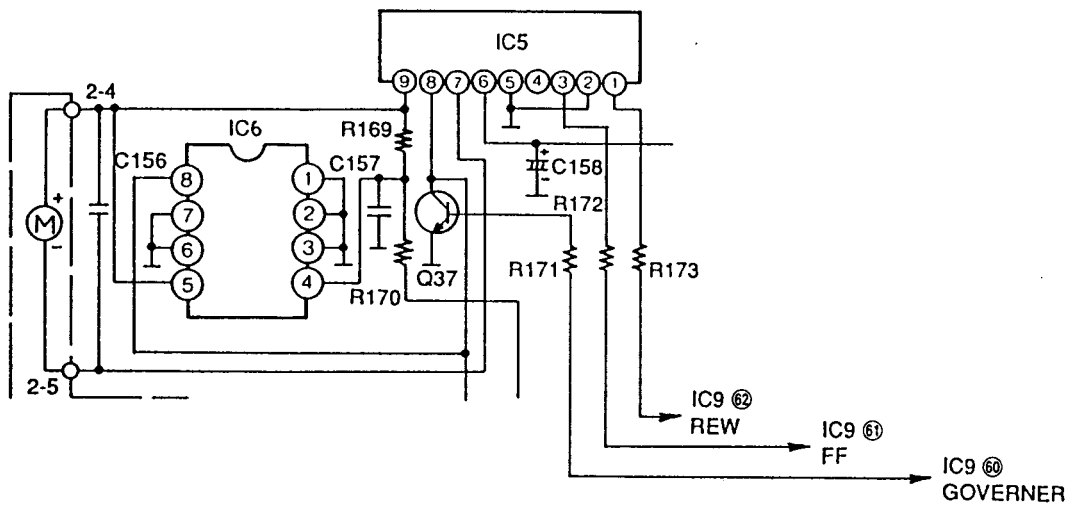 IC5
9 8 7 6 5 4 3 2 1
2-4
R169
IC6
C156
C157
+
C158
-
8 1
R172
+
7 2
M
-
6 3
R171
R173
5 4
Q37
R170
2-5
IC9 62
REW
IC9 61
FF
IC9 60
GOVERNER